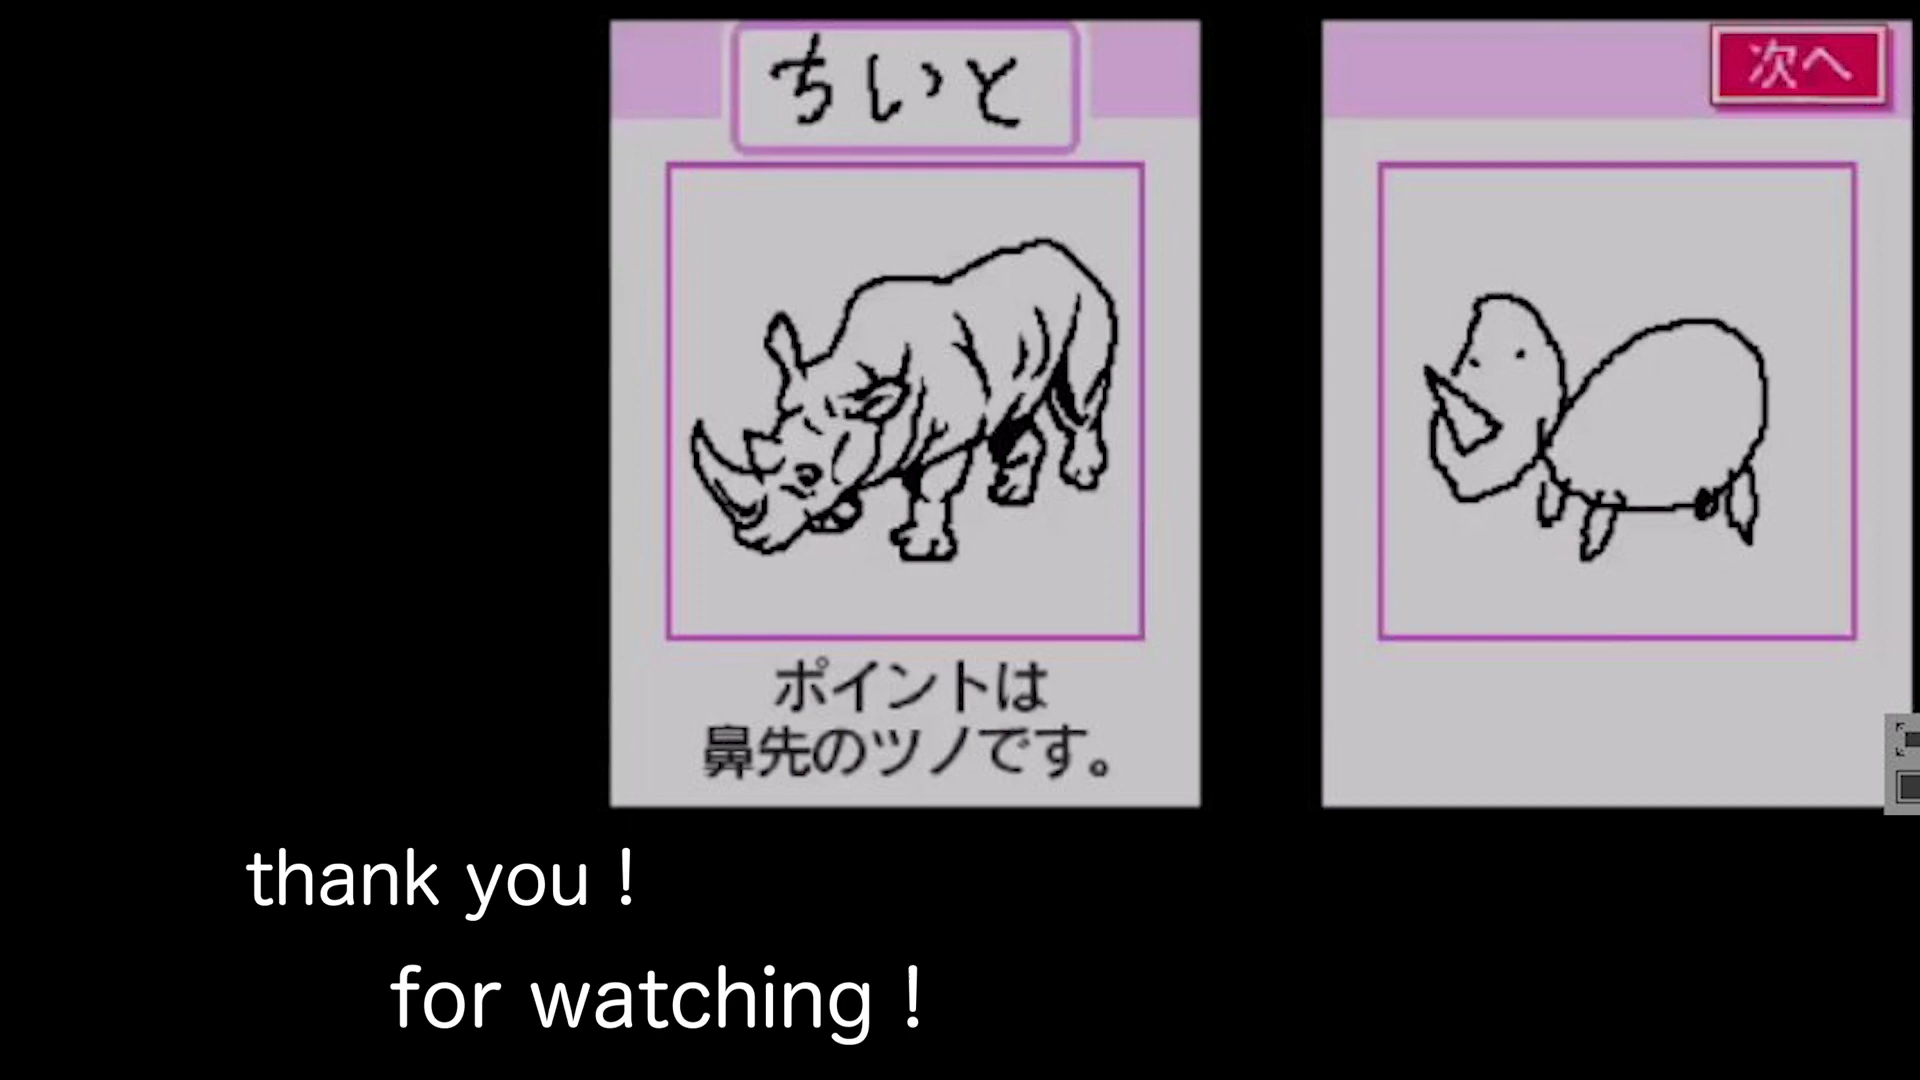 ちいと
次へ
ポイントは
鼻先のツノです。
thank you !
for watching !